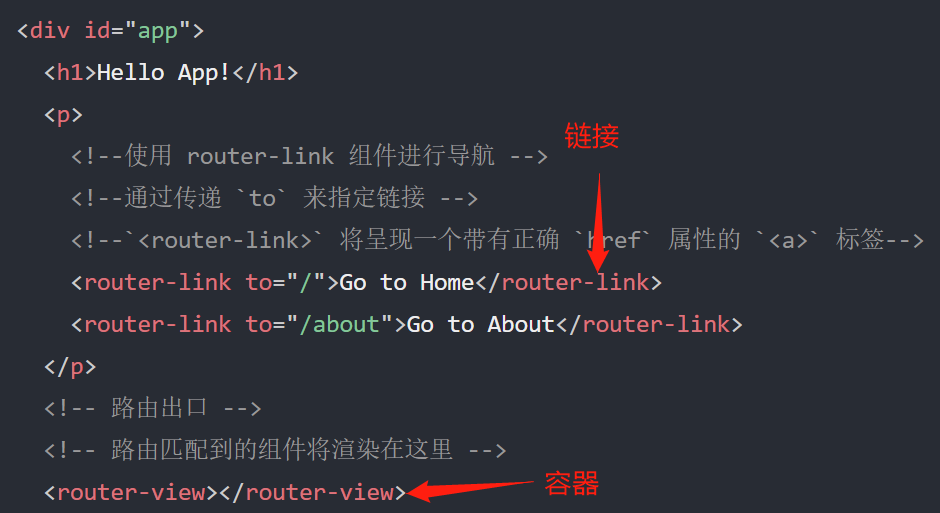 <div id="app">
<h1>Hello App!</h1>
<p>
链接
<!--使用 router-link 组件进行导航 -->
<!--通过传递 `to` 来指定链接 -->
<!--`<router-link>` 将呈现一个带有正确 `href` 属性的 `<a>` 标签-->
<router-link to="/">Go to Home</router-link>
<router-link to="/about">Go to About</router-link>
</p>
<!-- 路由出口 -->
<!-- 路由匹配到的组件将渲染在这里 -->
<router-view></router-view>
容器